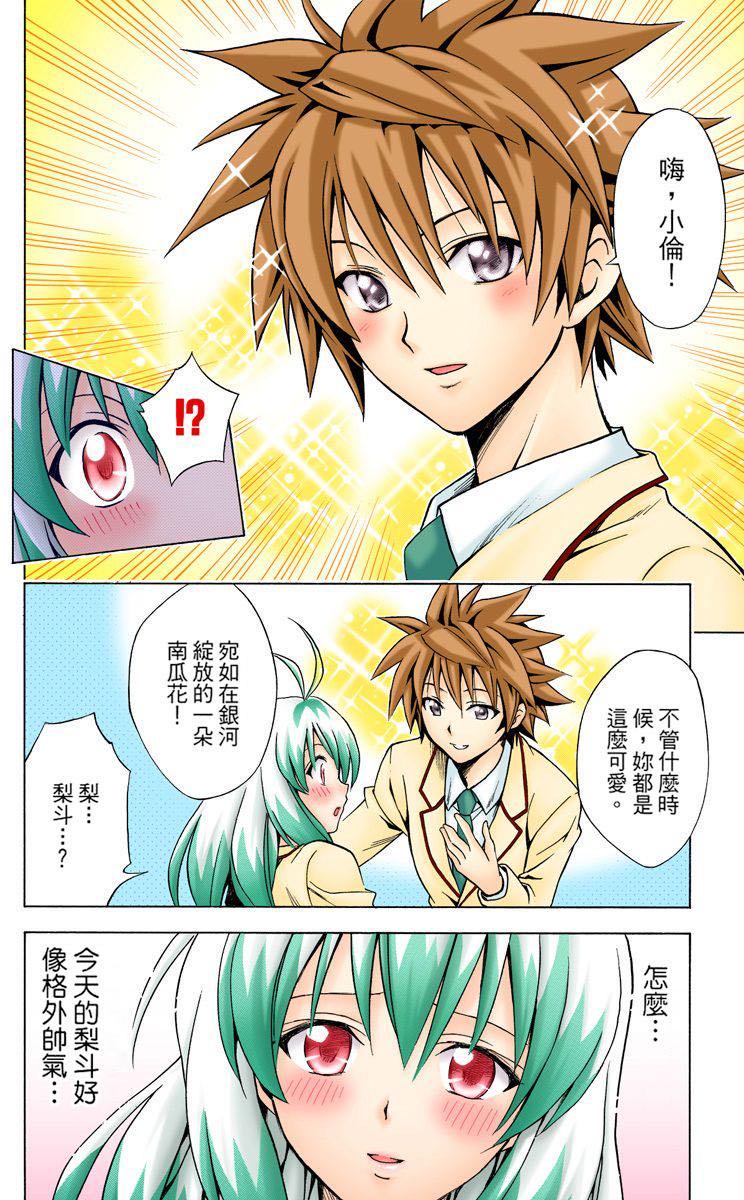 嗨，小倫！
!?
不管什麼時
候，妳都是
這麼可愛。
宛如在銀河
綻放的一朵
南瓜花！
梨…
梨斗…？
怎麼…
今天的梨斗好
像格外帥氣…